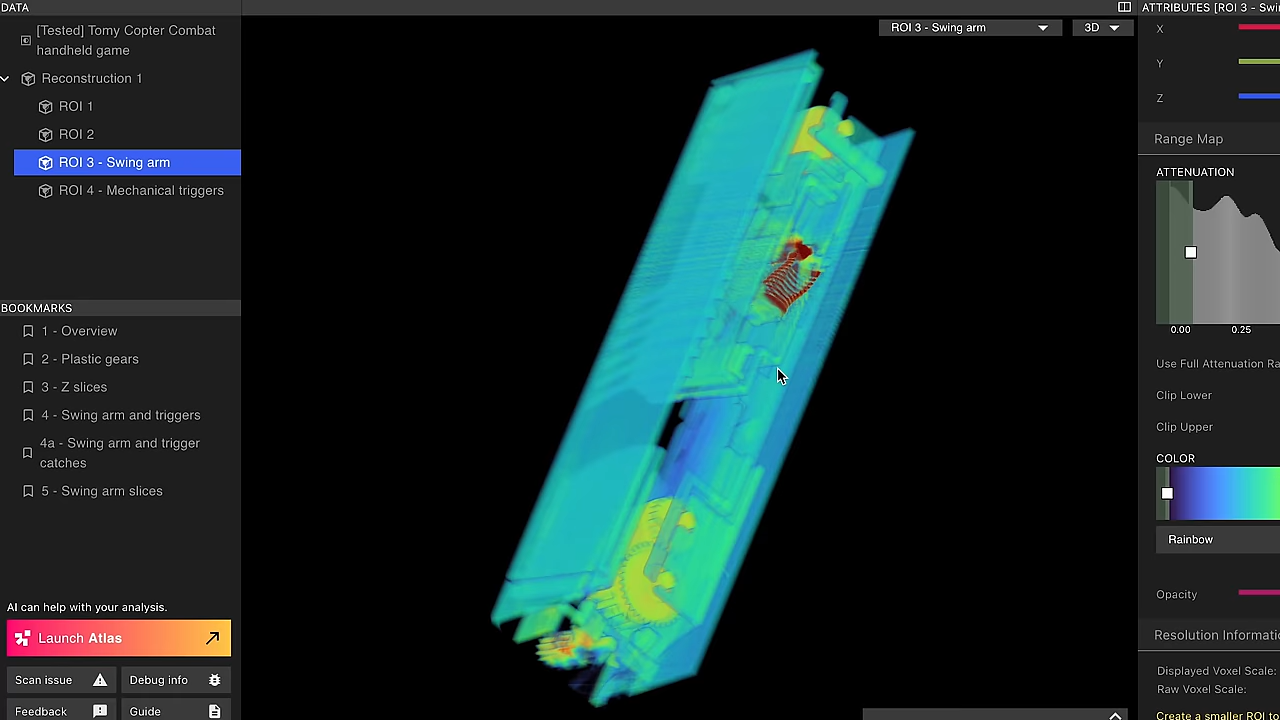 DATA
[Tested] Tomy Copter Combat
handheld game
Reconstruction 1
ROI 1
ROI 2
ROI 3 - Swing arm
ROI 4 - Mechanical triggers
BOOKMARKS
1 - Overview
2 - Plastic gears
3 - Z slices
4 - Swing arm and triggers
4a - Swing arm and trigger
catches
5 - Swing arm slices
AI can help with your analysis.
Launch Atlas
Scan issue
Debug info
Feedback
Guide
ROI 3 - Swing arm
3D
ATTRIBUTES [ROI 3 - Swi
X
Y
Z
Range Map
ATTENUATION
0.00 0.25
Use Full Attenuation Ra
Clip Lower
Clip Upper
COLOR
Rainbow
Opacity
Resolution Informati
Displayed Voxel Scale:
Raw Voxel Scale:
Create a smaller ROI to